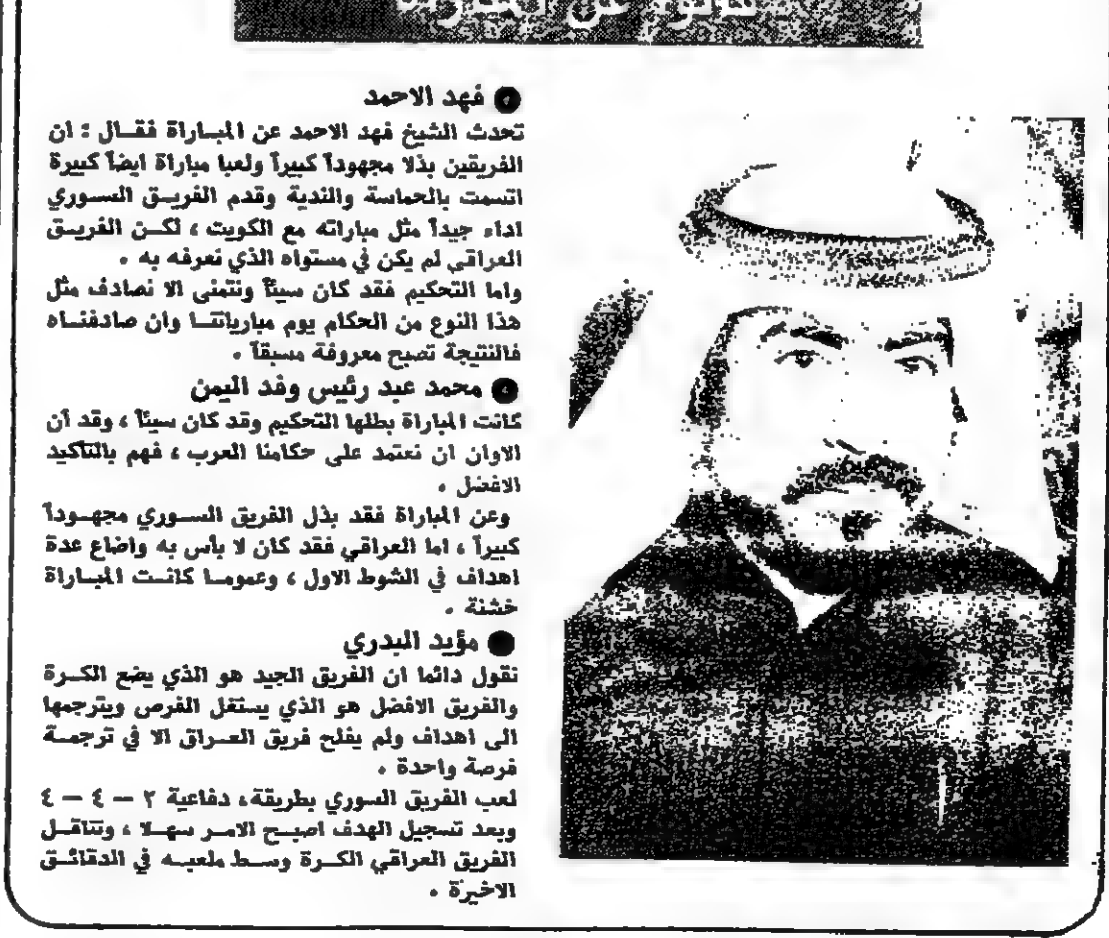 قالوا عن المباراة
● فهد الاحمد
تحدث الشيخ فهد الاحمد عن المباراة فقال : ان
الفريقين بذلا مجهوداً كبيراً ولعبا مباراة ايضاً كبيرة
اتسمت بالحماسة والندية وقدم الفريق السوري
اداء جيداً مثل مباراته مع الكويت ، لكن الفريق
العراقي لم يكن في مستواه الذي نعرفه به .
واما التحكيم فقد كان سيئاً ونتمنى الا نصادف مثل
هذا النوع من الحكام يوم مبارياتنا وان صادفناه
فالنتيجة تصبح معروفة مسبقاً .
● محمد عبد رئيس وفد اليمن
كانت المباراة بطلها التحكيم وقد كان سيئاً ، وقد آن
الاوان ان نعتمد على حكامنا العرب ، فهم بالتاكيد
الافضل .
وعن المباراة فقد بذل الفريق السوري مجهوداً
كبيراً ، اما العراقي فقد كان لا بأس به واضاع عدة
اهداف في الشوط الاول ، وعموما كانت المباراة
خشنة .
● مؤيد البدري
نقول دائما ان الفريق الجيد هو الذي يضع الكرة
والفريق الافضل هو الذي يستغل الفرص ويترجمها
الى اهداف ولم يفلح فريق العراق الا في ترجمة
فرصة واحدة .
لعب الفريق السوري بطريقة، دفاعية ٢ — ٤ — ٤
وبعد تسجيل الهدف اصبح الامر سهلا ، وتناقل
الفريق العراقي الكرة وسط ملعبه في الدقائق
الاخيرة .